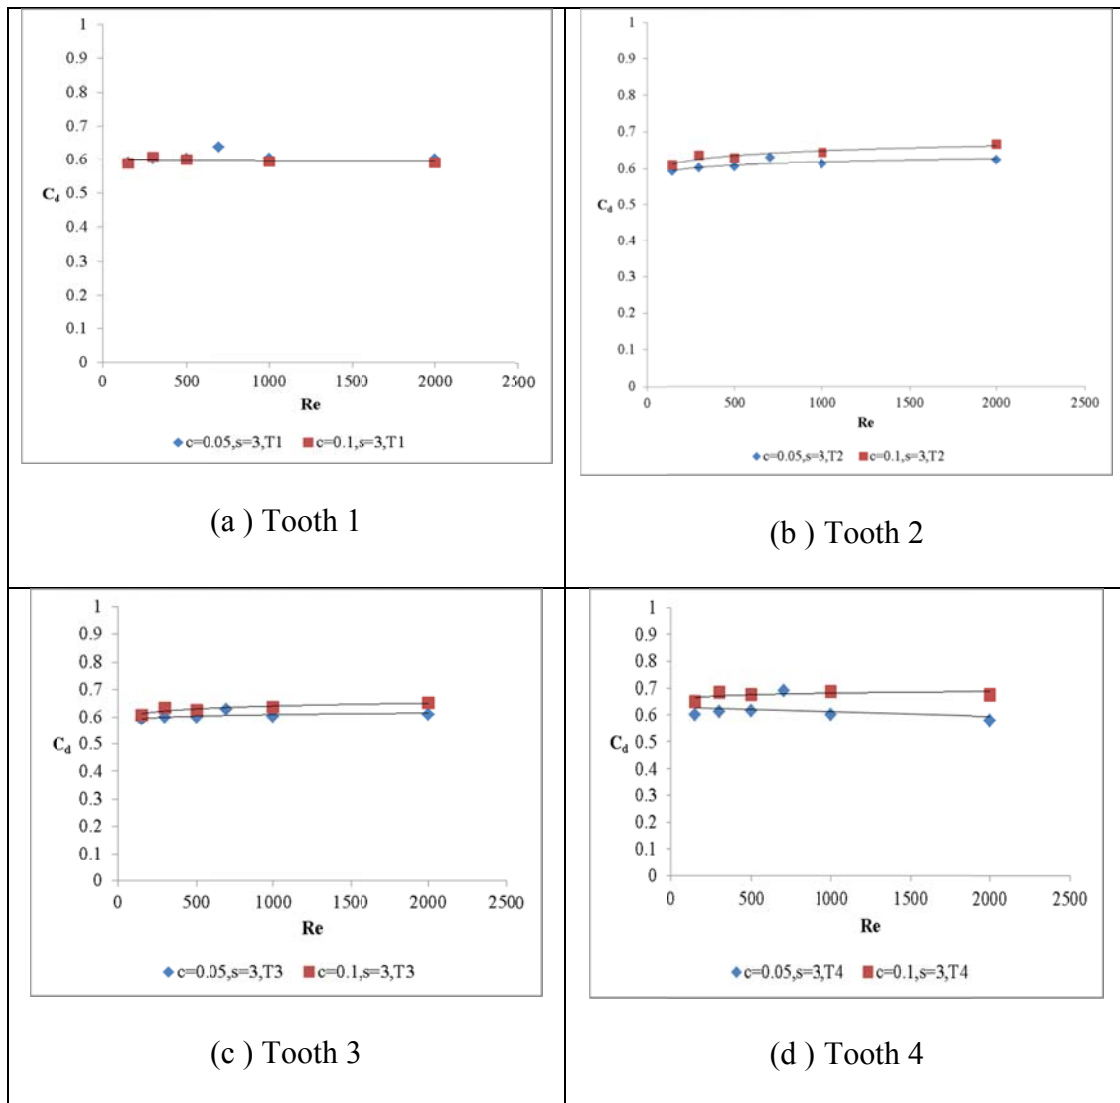 1
0.9
0.8
0.7
0.6
C_d 0.5
0.4
0.3
0.2
0.1
0
0 500 1000 1500 2000 2500
Re
c=0.05,s=3,T1 c=0.1,s=3,T1
(a ) Tooth 1
1
0.9
0.8
0.7
0.6
C_d 0.5
0.4
0.3
0.2
0.1
0
0 500 1000 1500 2000 2500
Re
c=0.05,s=3,T2 c=0.1,s=3,T2
(b ) Tooth 2
1
0.9
0.8
0.7
0.6
C_d 0.5
0.4
0.3
0.2
0.1
0
0 500 1000 1500 2000 2500
Re
c=0.05,s=3,T3 c=0.1,s=3,T3
(c ) Tooth 3
1
0.9
0.8
0.7
0.6
C_d 0.5
0.4
0.3
0.2
0.1
0
0 500 1000 1500 2000 2500
Re
c=0.05,s=3,T4 c=0.1,s=3,T4
(d ) Tooth 4